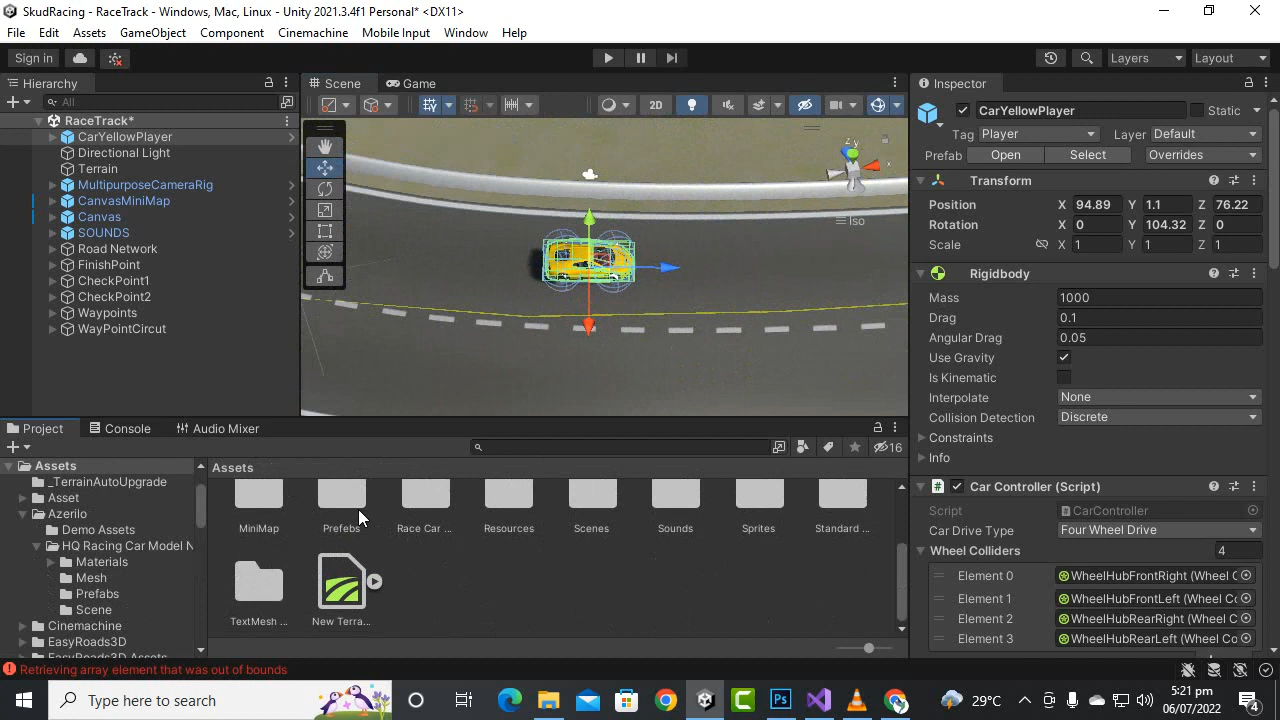 SkudRacing - RaceTrack - Windows, Mac, Linux - Unity 2021.3.4f1 Personal* <DX11>
File Edit Assets GameObject Component Cinemachine Mobile Input Window Help
Sign in Layers Layout
Hierarchy Scene Game Inspector
All 2D CarYellowPlayer Static
RaceTrack* Tag Player Layer Default
CarYellowPlayer Prefab Open Select Overrides
Directional Light
Terrain Transform
MultipurposeCameraRig Position X 94.89 Y 1.1 Z 76.22
CanvasMiniMap Rotation X 0 Y 104.32 Z 0
Canvas Iso Scale X 1 Y 1 Z 1
SOUNDS
Road Network Rigidbody
FinishPoint Mass 1000
CheckPoint1 Drag 0.1
CheckPoint2 Angular Drag 0.05
Waypoints Use Gravity
WayPointCircut Is Kinematic
Interpolate None
Collision Detection Discrete
Project Console Audio Mixer Constraints
16 Info
Assets Assets
_TerrainAutoUpgrade Car Controller (Script)
Asset Script CarController
Azerilo MiniMap Prefebs Race Car ... Resources Scenes Sounds Sprites Standard ... Car Drive Type Four Wheel Drive
Demo Assets Wheel Colliders 4
HQ Racing Car Model N
Materials Element 0 WheelHubFrontRight (Wheel C
Mesh Element 1 WheelHubFrontLeft (Wheel Co
Prefabs Element 2 WheelHubRearRight (Wheel C
Scene TextMesh ... New Terra... Element 3 WheelHubRearLeft (Wheel Co
Cinemachine
EasyRoads3D
EasyRoads3D Assets
Retrieving array element that was out of bounds
Type here to search 29°C 5:21 pm
06/07/2022
4